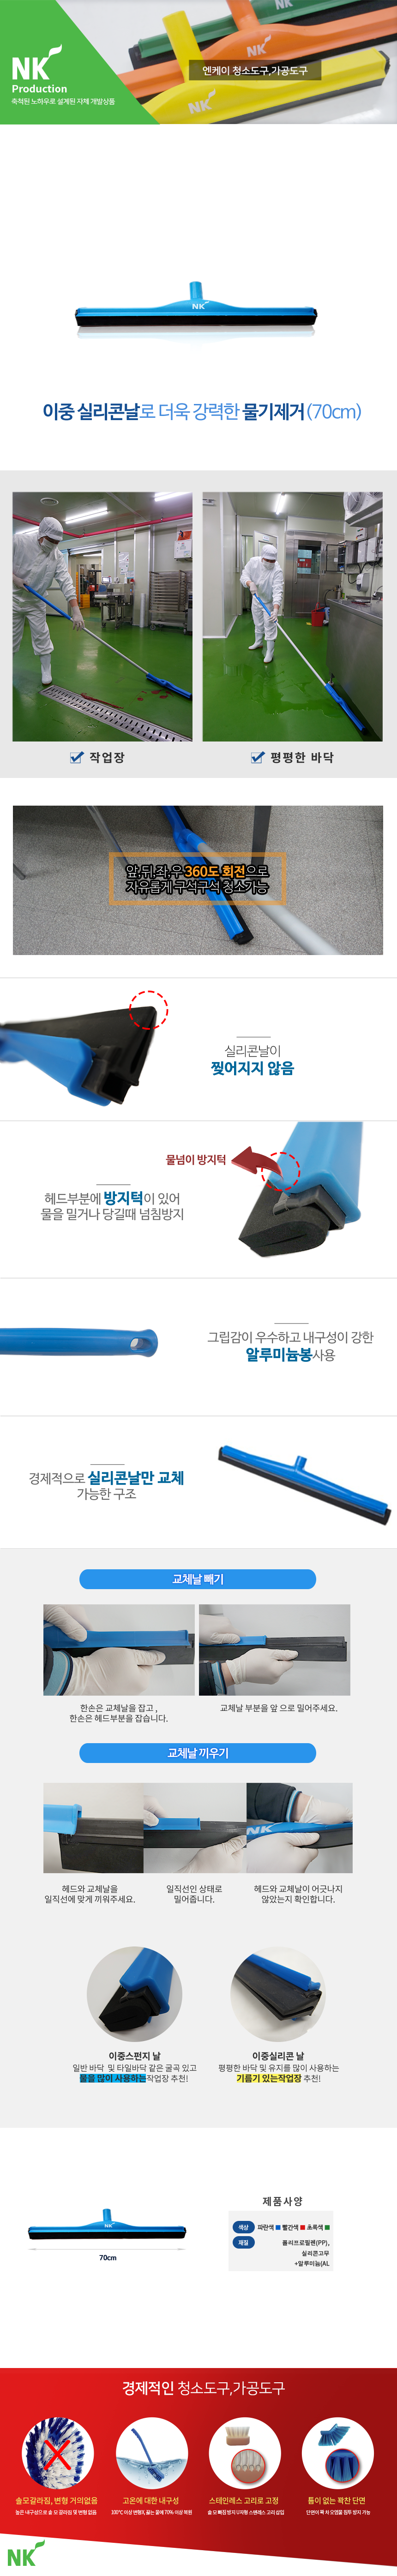 NK
Production
축적된 노하우로 설계된 자체 개발상품
엔케이 청소도구,가공도구
NK
이중 실리콘날로 더욱 강력한 물기제거(70cm)
작업장
평평한 바닥
앞,뒤,좌,우 360도 회전으로
자유롭게 구석구석 청소가능
실리콘날이
찢어지지 않음
물넘이 방지턱
헤드부분에 방지턱이 있어
물을 밀거나 당길때 넘침방지
그립감이 우수하고 내구성이 강한
알루미늄봉사용
경제적으로 실리콘날만 교체
가능한 구조
교체날 빼기
한손은 교체날을 잡고 ,
한손은 헤드부분을 잡습니다.
교체날 부분을 앞 으로 밀어주세요.
교체날 끼우기
NK
헤드와 교체날을
일직선에 맞게 끼워주세요.
일직선인 상태로
밀어줍니다.
헤드와 교체날이 어긋나지
않았는지 확인합니다.
이중스펀지 날
일반 바닥 및 타일바닥 같은 굴곡 있고
물을 많이 사용하는작업장 추천!
이중실리콘 날
평평한 바닥 및 유지를 많이 사용하는
기름기 있는작업장 추천!
NK
70cm
제품사양
색상 파란색 빨간색 초록색
재질 폴리프로필렌(PP),
실리콘고무
+알루미늄(AL
경제적인 청소도구,가공도구
솔모갈라짐, 변형 거의없음
높은 내구성으로 솔 모 갈라짐 및 변형 없음
고온에 대한 내구성
100℃ 이상 변형X, 끓는 물에 70% 이상 복원
스테인레스 고리로 고정
솔 모 빠짐 방지 U자형 스텐레스 고리 삽입
틈이 없는 꽉찬 단면
단면이 꽉 차 오염물 침투 방지 가능
NK